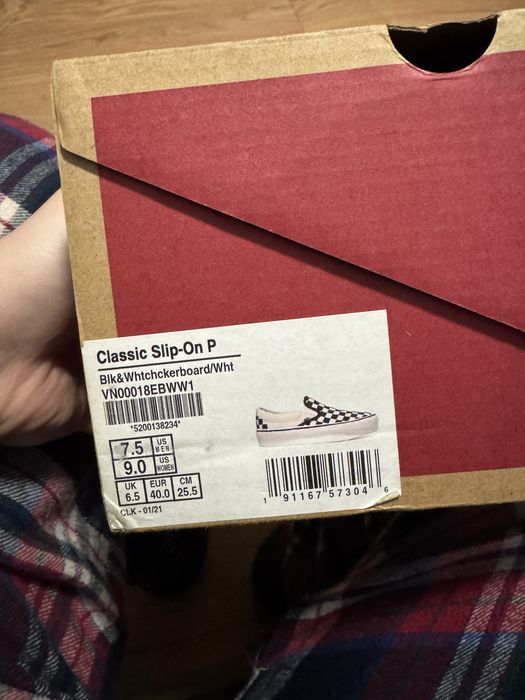 Classic Slip-On P
Blk&Whtchckerboard/Wht
VN00018EBWW1
*5200138234*
7.5 US MEN
9.0 US WOMEN
UK EUR CM
6.5 40.0 25.5
CLK - 01/21
1 91167 57304 6